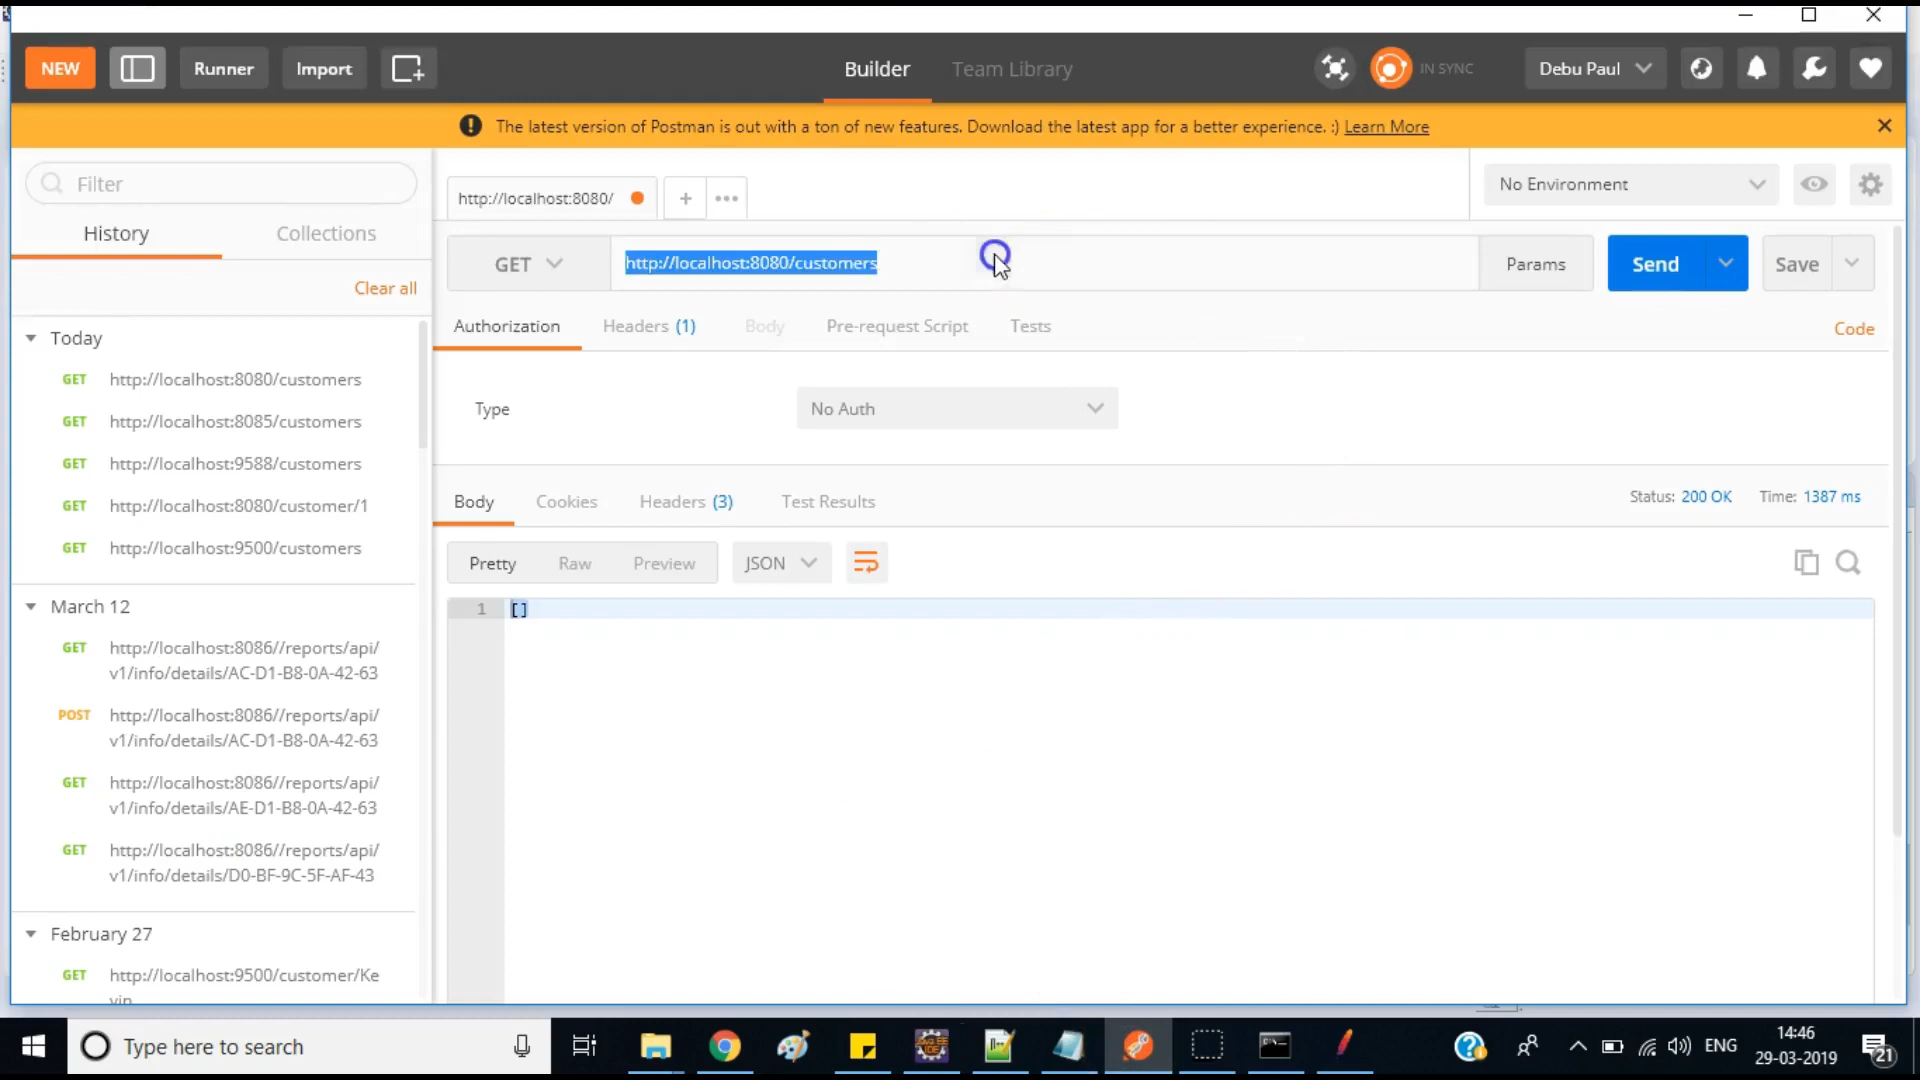 NEW
Runner
Import
Builder
Team Library
IN SYNC
Debu Paul
The latest version of Postman is out with a ton of new features. Download the latest app for a better experience. :) Learn More
Filter
History
Collections
Clear all
Today
GET http://localhost:8080/customers
GET http://localhost:8085/customers
GET http://localhost:9588/customers
GET http://localhost:8080/customer/1
GET http://localhost:9500/customers
March 12
GET http://localhost:8086//reports/api/
v1/info/details/AC-D1-B8-0A-42-63
POST http://localhost:8086//reports/api/
v1/info/details/AC-D1-B8-0A-42-63
GET http://localhost:8086//reports/api/
v1/info/details/AE-D1-B8-0A-42-63
GET http://localhost:8086//reports/api/
v1/info/details/D0-BF-9C-5F-AF-43
February 27
GET http://localhost:9500/customer/Ke
vin
http://localhost:8080/
No Environment
GET http://localhost:8080/customers
Params
Send
Save
Authorization
Headers (1)
Body
Pre-request Script
Tests
Code
Type
No Auth
Body
Cookies
Headers (3)
Test Results
Status: 200 OK
Time: 1387 ms
Pretty
Raw
Preview
JSON
1 []
Type here to search
ENG
14:46
29-03-2019
21